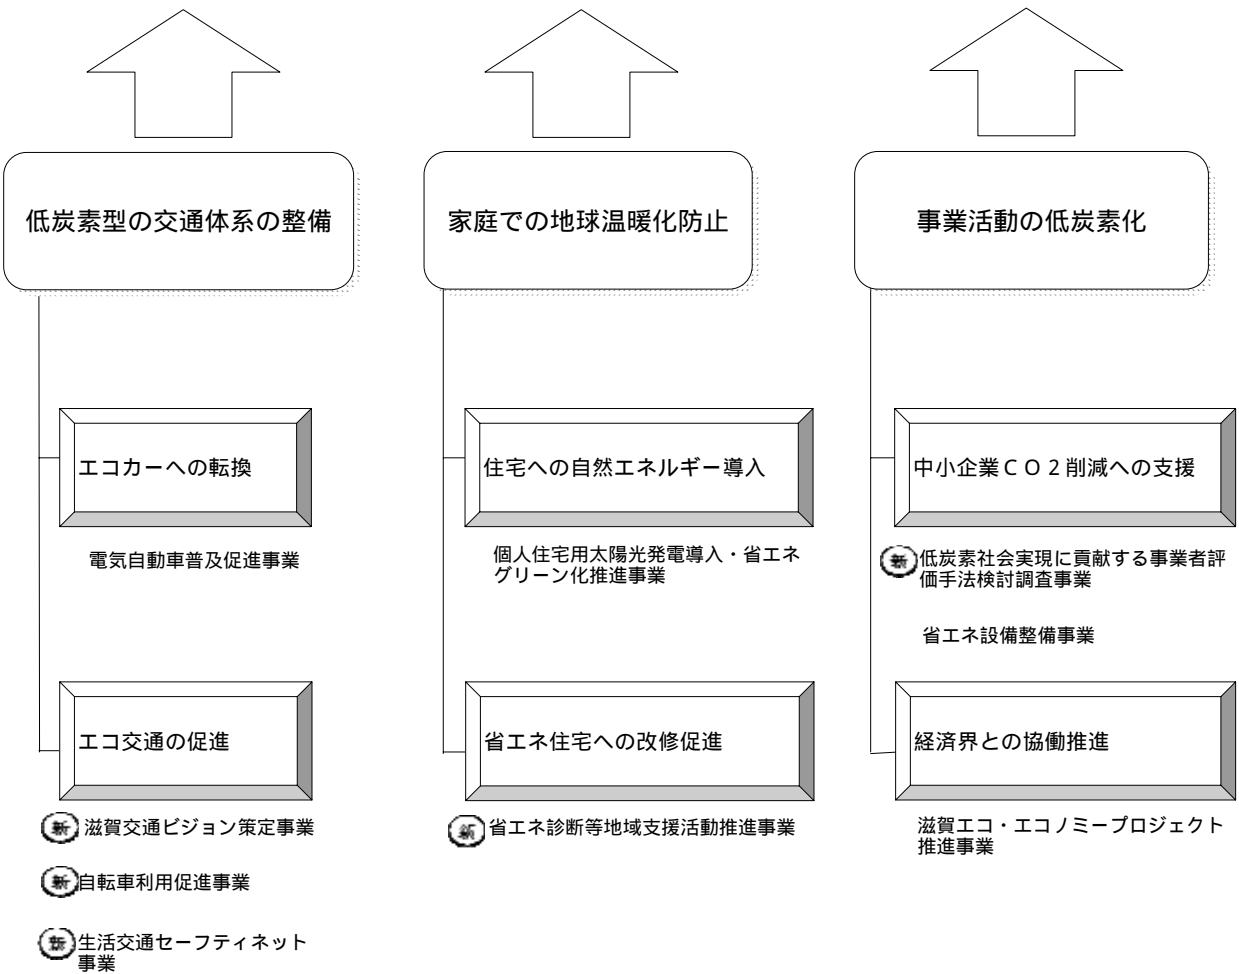 低炭素型の交通体系の整備
エコカーへの転換
電気自動車普及促進事業
エコ交通の促進
新 滋賀交通ビジョン策定事業
新 自転車利用促進事業
新 生活交通セーフティネット
事業
家庭での地球温暖化防止
住宅への自然エネルギー導入
個人住宅用太陽光発電導入・省エネ
グリーン化推進事業
省エネ住宅への改修促進
新 省エネ診断等地域支援活動推進事業
事業活動の低炭素化
中小企業ＣＯ２削減への支援
新 低炭素社会実現に貢献する事業者評
価手法検討調査事業
省エネ設備整備事業
経済界との協働推進
滋賀エコ・エコノミープロジェクト
推進事業